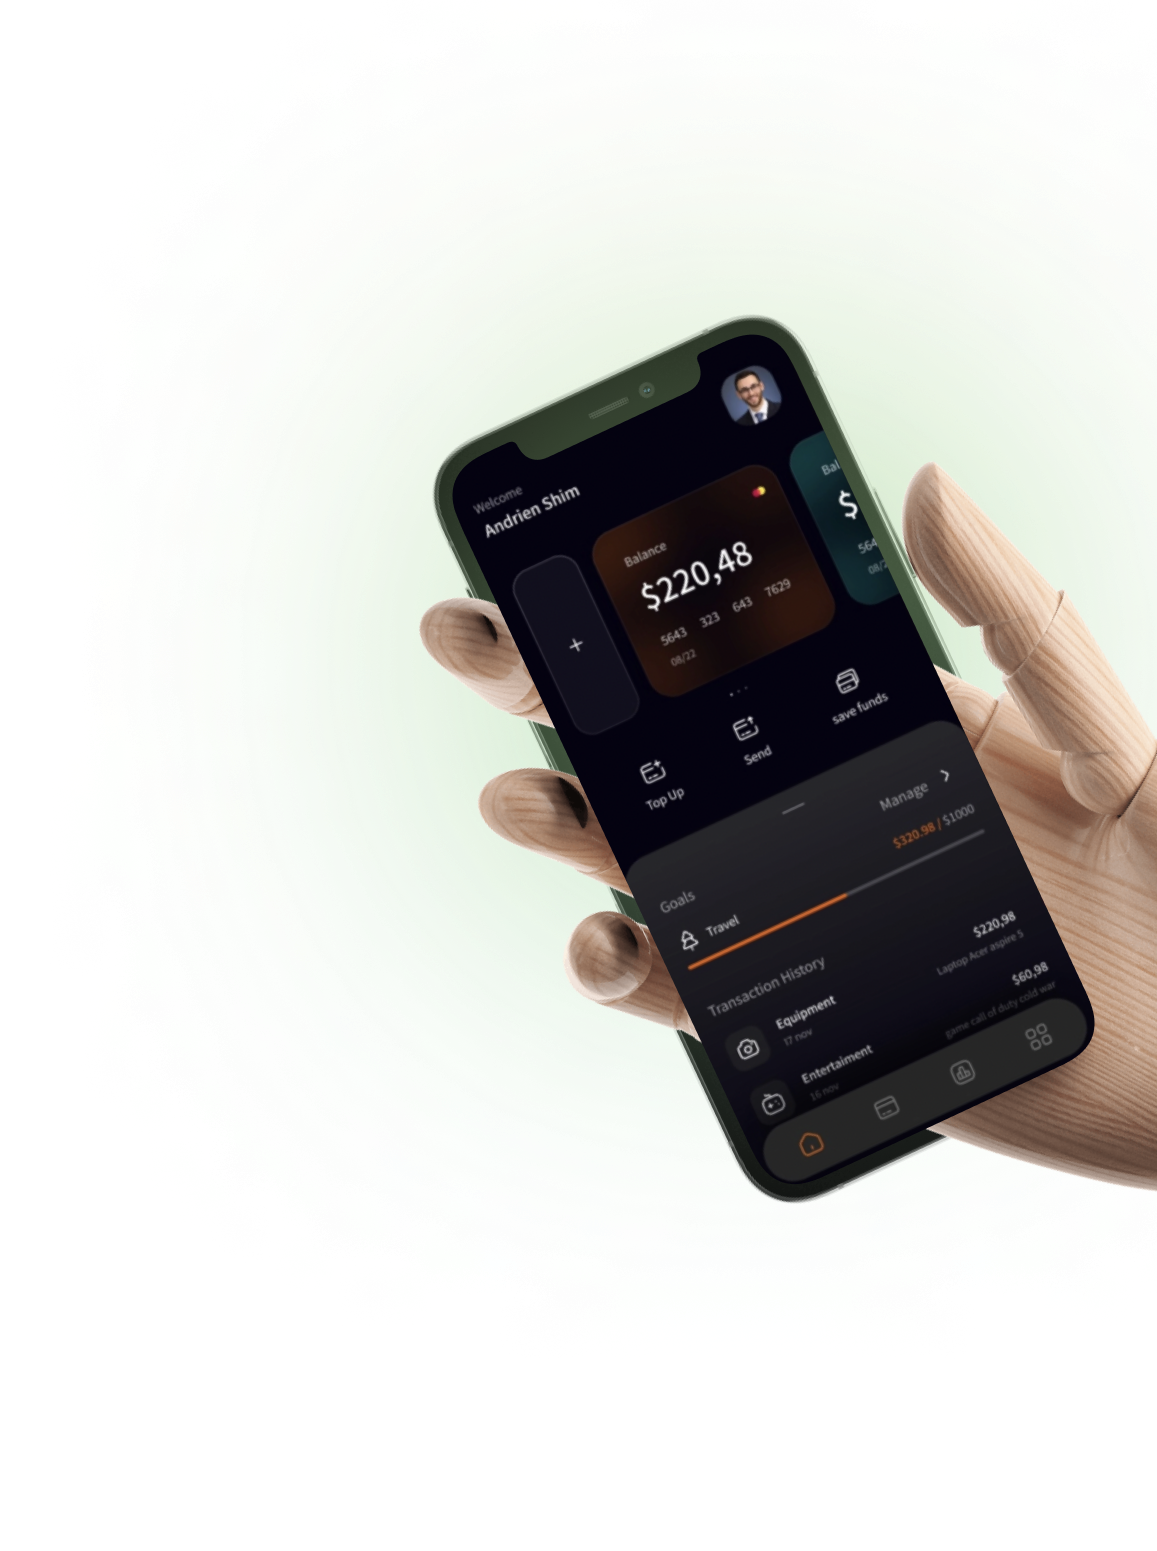 Welcome
Andrien Shim
Balance
$220,48
5643 323 643 7629
08/22
Bal
$
564
08/2
Top Up
Send
save funds
Goals
Manage
Travel
$320.98 / $1000
Transaction History
Equipment
17 nov
$220,98
Laptop Acer aspire 5
Entertaiment
16 nov
$60,98
game call of duty cold war